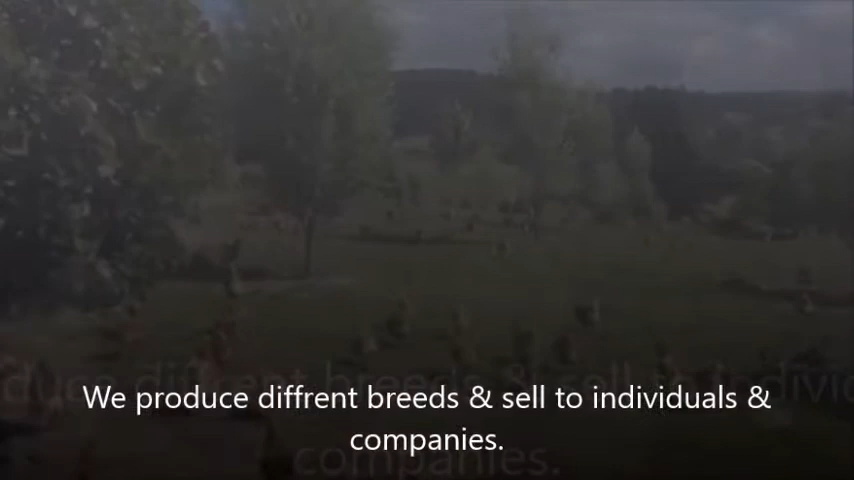 We produce diffrent breeds & sell to individuals &
companies.